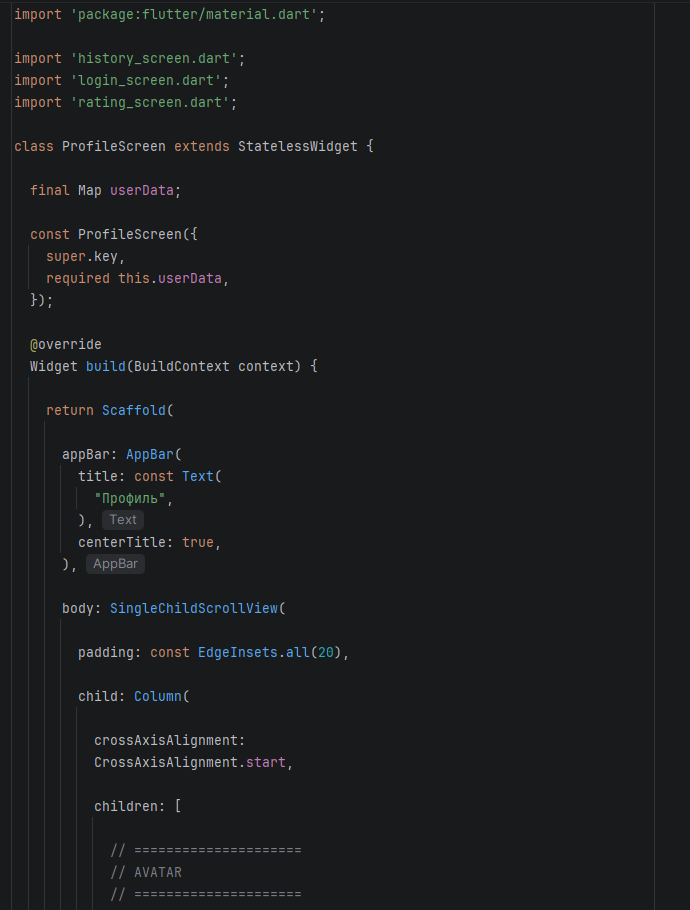 import 'package:flutter/material.dart';
import 'history_screen.dart';
import 'login_screen.dart';
import 'rating_screen.dart';
class ProfileScreen extends StatelessWidget {
final Map userData;
const ProfileScreen({
super.key,
required this.userData,
});
@override
Widget build(BuildContext context) {
return Scaffold(
appBar: AppBar(
title: const Text(
"Профиль",
), Text
centerTitle: true,
), AppBar
body: SingleChildScrollView(
padding: const EdgeInsets.all(20),
child: Column(
crossAxisAlignment:
CrossAxisAlignment.start,
children: [
// =====================
// AVATAR
// =====================